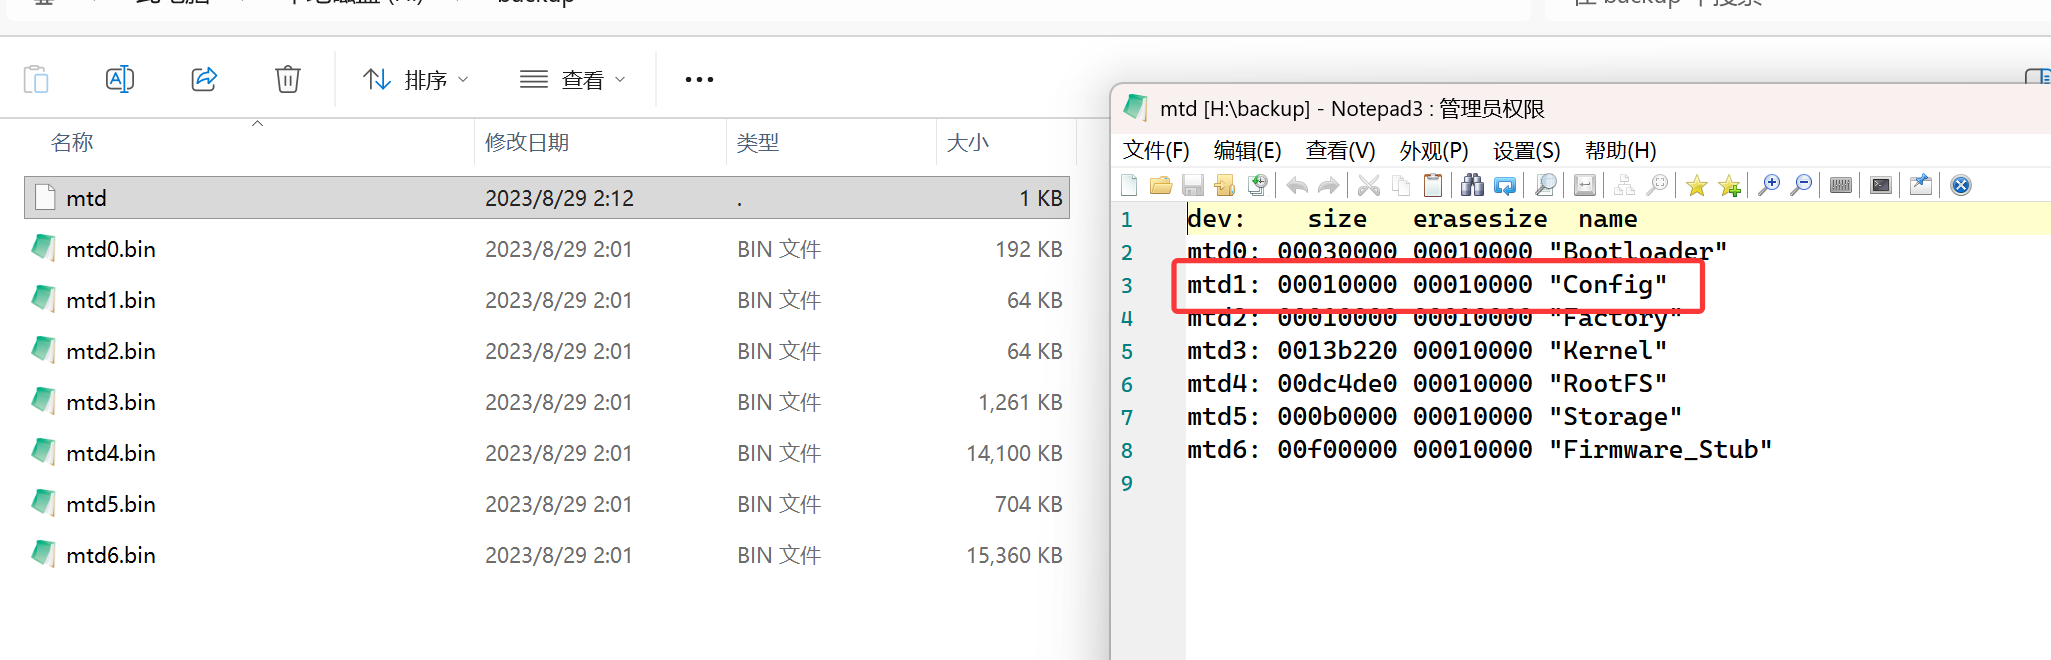 backup
排序
查看
名称
修改日期
类型
大小
mtd
2023/8/29 2:12
.
1 KB
mtd0.bin
2023/8/29 2:01
BIN 文件
192 KB
mtd1.bin
2023/8/29 2:01
BIN 文件
64 KB
mtd2.bin
2023/8/29 2:01
BIN 文件
64 KB
mtd3.bin
2023/8/29 2:01
BIN 文件
1,261 KB
mtd4.bin
2023/8/29 2:01
BIN 文件
14,100 KB
mtd5.bin
2023/8/29 2:01
BIN 文件
704 KB
mtd6.bin
2023/8/29 2:01
BIN 文件
15,360 KB
mtd [H:\backup] - Notepad3 : 管理员权限
文件(F) 编辑(E) 查看(V) 外观(P) 设置(S) 帮助(H)
1 dev: size erasesize name
2 mtd0: 00030000 00010000 "Bootloader"
3 mtd1: 00010000 00010000 "Config"
4 mtd2: 00010000 00010000 "Factory"
5 mtd3: 0013b220 00010000 "Kernel"
6 mtd4: 00dc4de0 00010000 "RootFS"
7 mtd5: 000b0000 00010000 "Storage"
8 mtd6: 00f00000 00010000 "Firmware_Stub"
9